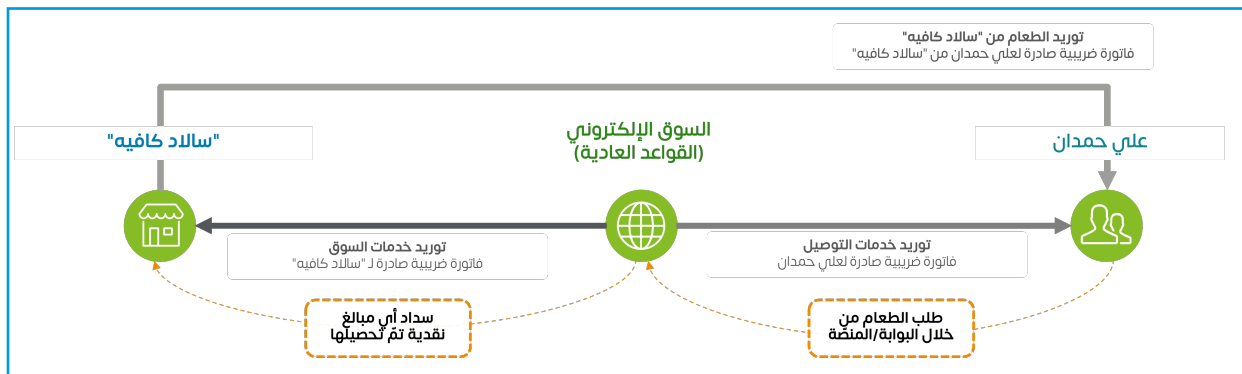 توريد الطعام من "سالاد كافيه"
فاتورة ضريبية صادرة لعلي حمدان من "سالاد كافيه"
علي حمدان
السوق الإلكتروني
(القواعد العادية)
"سالاد كافيه"
توريد خدمات التوصيل
فاتورة ضريبية صادرة لعلي حمدان
توريد خدمات السوق
فاتورة ضريبية صادرة لـ "سالاد كافيه"
طلب الطعام من
خلال البوابة/المنصّة
سداد أي مبالغ
نقدية تمّ تحصيلها